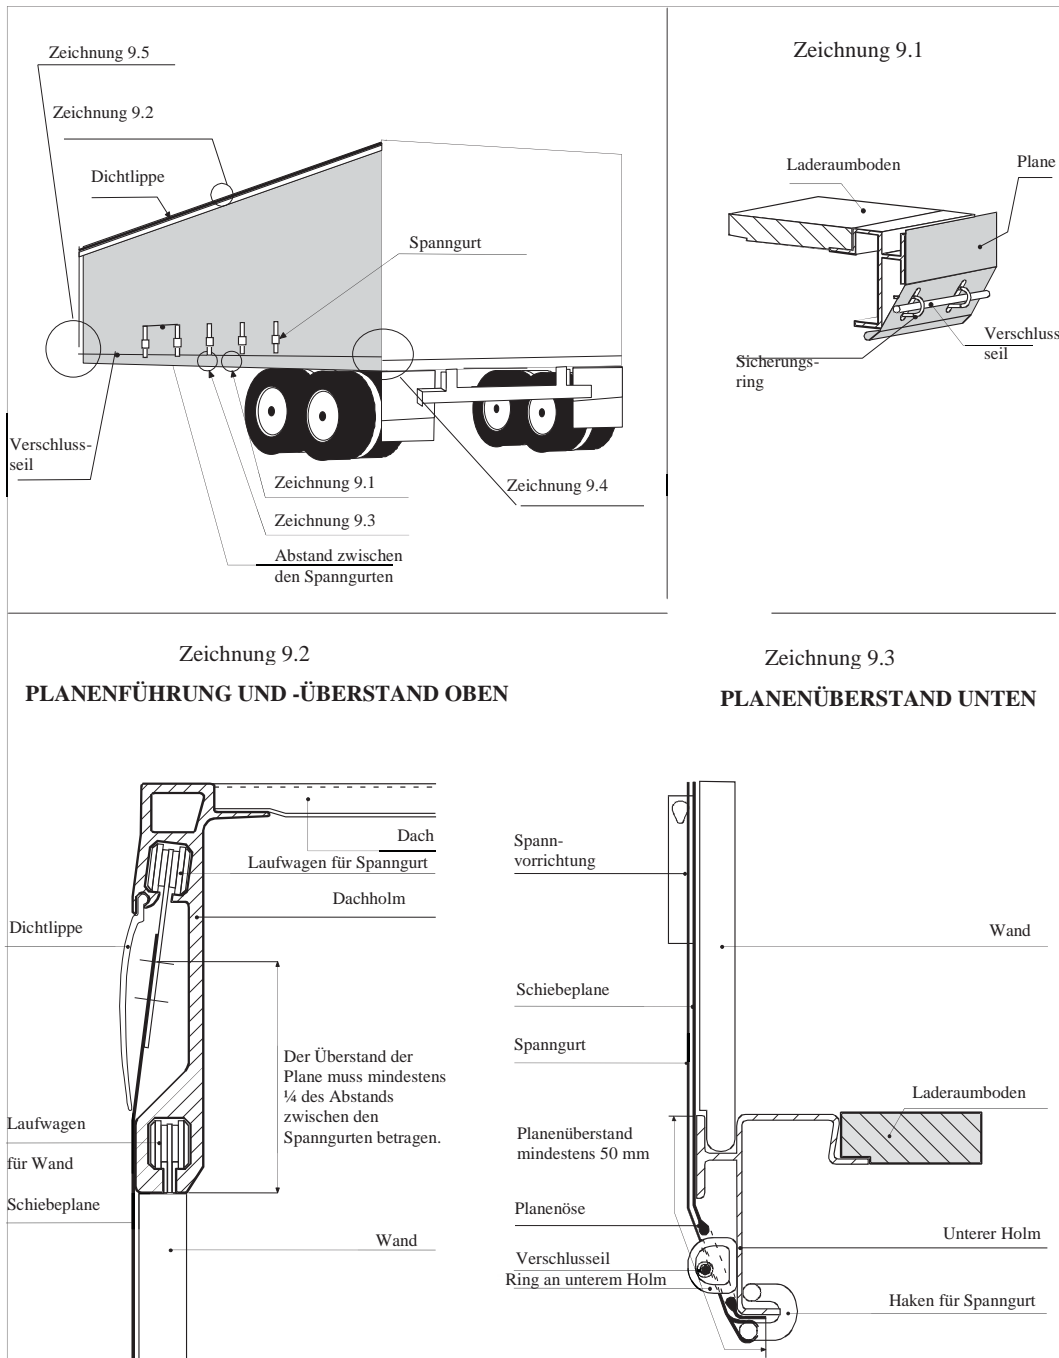 Zeichnung 9.5
Zeichnung 9.2
Dichtlippe
Spanngurt
Verschluss-
seil
Zeichnung 9.1
Zeichnung 9.3
Zeichnung 9.4
Abstand zwischen
den Spanngurten
Zeichnung 9.1
Laderaumboden
Plane
Verschluss
seil
Sicherungs-
ring
Zeichnung 9.2
PLANENFÜHRUNG UND -ÜBERSTAND OBEN
Dach
Laufwagen für Spanngurt
Dachholm
Dichtlippe
Der Überstand der
Plane muss mindestens
¼ des Abstands
zwischen den
Spanngurten betragen.
Laufwagen
für Wand
Schiebeplane
Wand
Zeichnung 9.3
PLANENÜBERSTAND UNTEN
Spann-
vorrichtung
Wand
Schiebeplane
Spanngurt
Laderaumboden
Planenüberstand
mindestens 50 mm
Planenöse
Unterer Holm
Verschlusseil
Ring an unterem Holm
Haken für Spanngurt